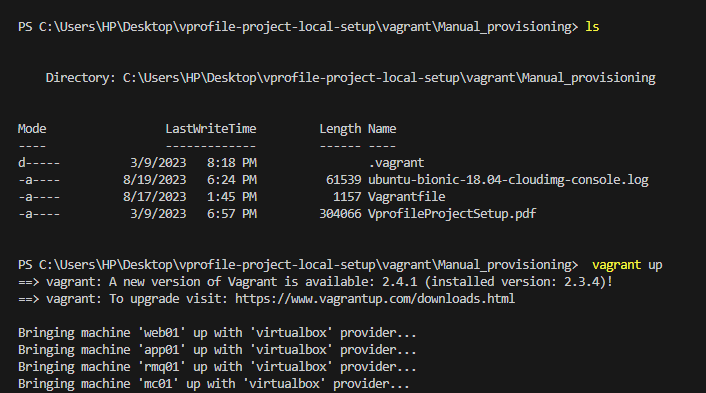 PS C:\Users\HP\Desktop\vprofile-project-local-setup\vagrant\Manual_provisioning> ls
Directory: C:\Users\HP\Desktop\vprofile-project-local-setup\vagrant\Manual_provisioning
Mode                 LastWriteTime         Length Name
----                 -------------         ------ ----
d-----          3/9/2023   8:18 PM                .vagrant
-a----         8/19/2023   6:24 PM          61539 ubuntu-bionic-18.04-cloudimg-console.log
-a----         8/17/2023   1:45 PM           1157 Vagrantfile
-a----          3/9/2023   6:57 PM         304066 VprofileProjectSetup.pdf
PS C:\Users\HP\Desktop\vprofile-project-local-setup\vagrant\Manual_provisioning>  vagrant up
==> vagrant: A new version of Vagrant is available: 2.4.1 (installed version: 2.3.4)!
==> vagrant: To upgrade visit: https://www.vagrantup.com/downloads.html
Bringing machine 'web01' up with 'virtualbox' provider...
Bringing machine 'app01' up with 'virtualbox' provider...
Bringing machine 'rmq01' up with 'virtualbox' provider...
Bringing machine 'mc01' up with 'virtualbox' provider...